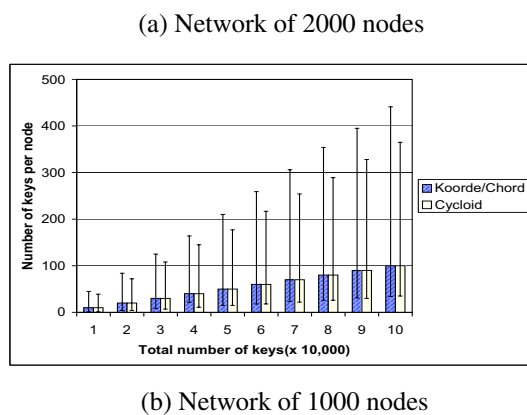 (a) Network of 2000 nodes
Number of keys per node
500
400
300
200
100
0
1 2 3 4 5 6 7 8 9 10
Total number of keys(x 10,000)
Koorde/Chord
Cycloid
(b) Network of 1000 nodes